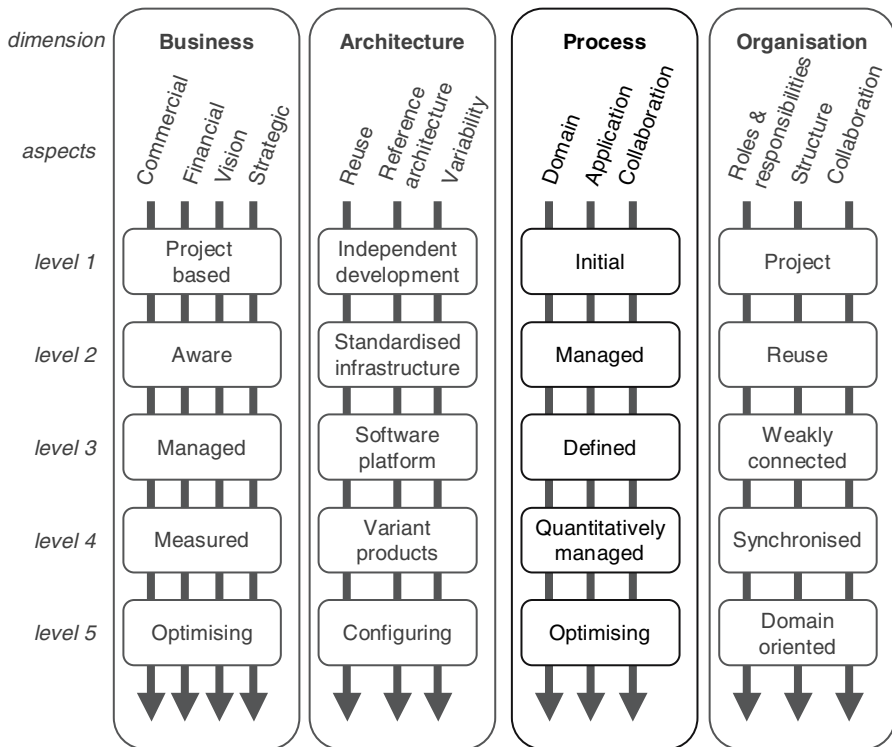 dimension
Business
Architecture
Process
Organisation
aspects
Commercial
Financial
Vision
Strategic
Reuse
Reference
architecture
Variability
Domain
Application
Collaboration
Roles &
responsibilities
Structure
Collaboration
level 1
Project
based
Independent
development
Initial
Project
level 2
Aware
Standardised
infrastructure
Managed
Reuse
level 3
Managed
Software
platform
Defined
Weakly
connected
level 4
Measured
Variant
products
Quantitatively
managed
Synchronised
level 5
Optimising
Configuring
Optimising
Domain
oriented